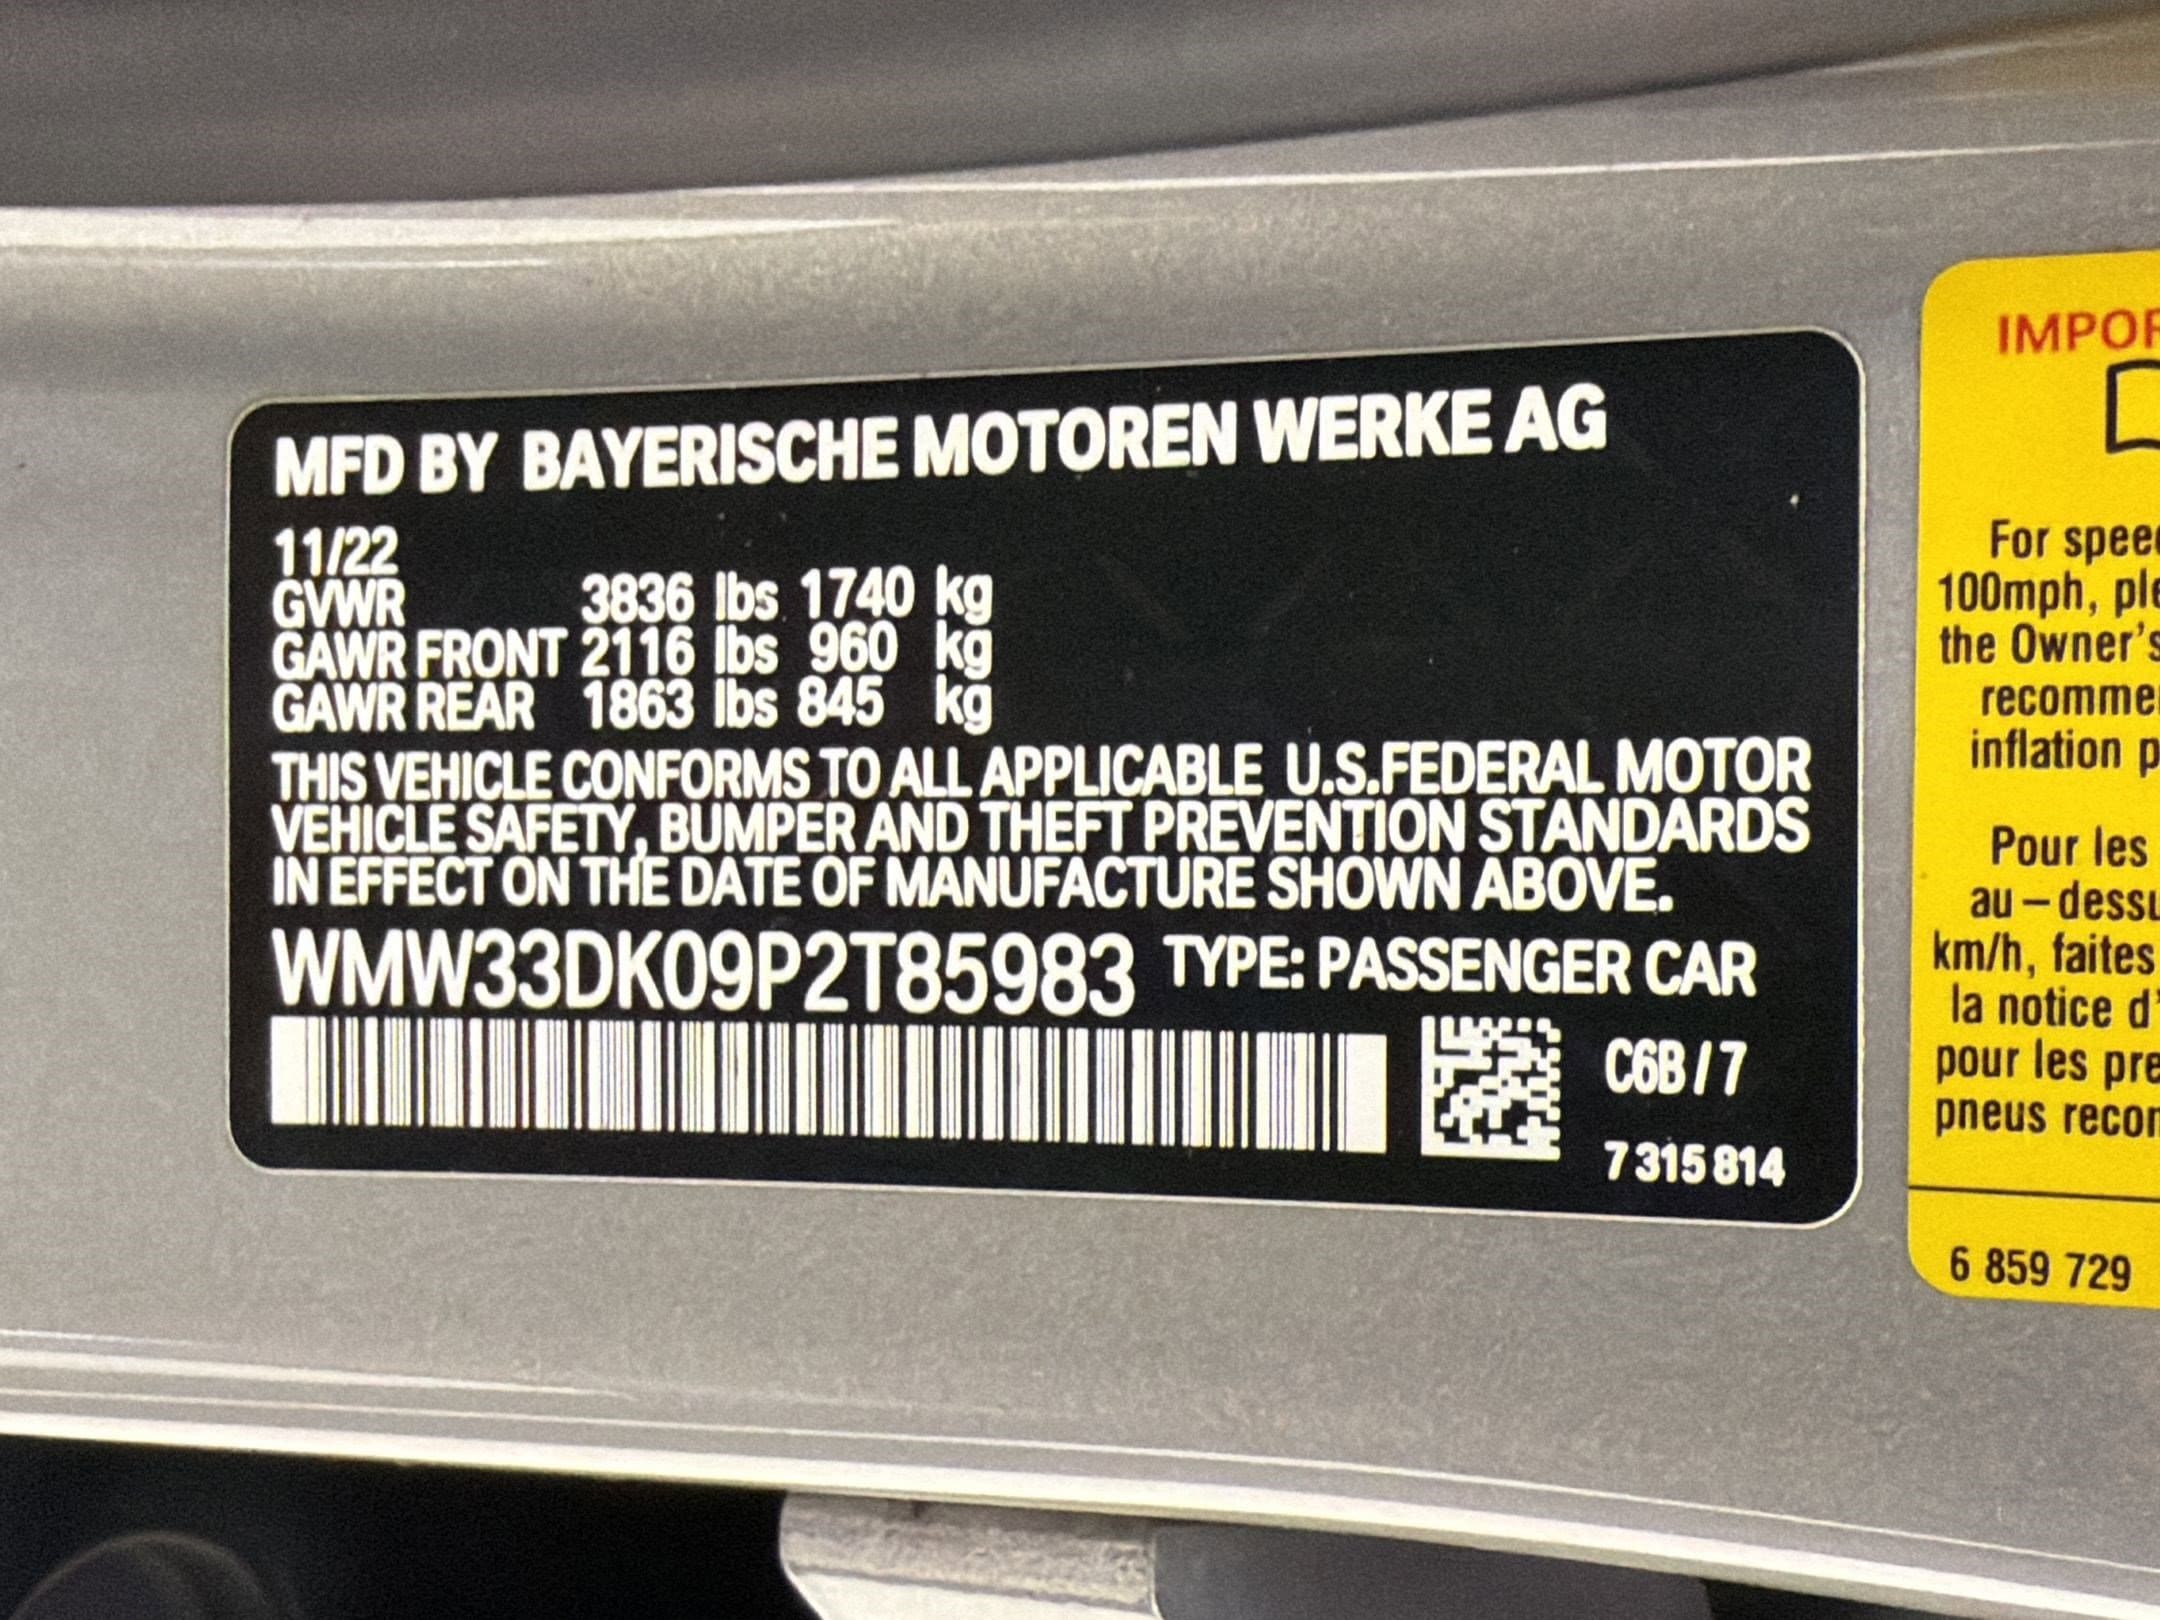 MFD BY BAYERISCHE MOTOREN WERKE AG
11/22
GVWR 3836 lbs 1740 kg
GAWR FRONT 2116 lbs 960 kg
GAWR REAR 1863 lbs 845 kg
THIS VEHICLE CONFORMS TO ALL APPLICABLE U.S.FEDERAL MOTOR
VEHICLE SAFETY, BUMPER AND THEFT PREVENTION STANDARDS
IN EFFECT ON THE DATE OF MANUFACTURE SHOWN ABOVE.
WMW33DK09P2T85983 TYPE: PASSENGER CAR
C6B/7
7 315 814
For
100mph,
the Owner's
inflation
Pour les
km/h, faites
la notice d'
pour les
pneus
6 859 729